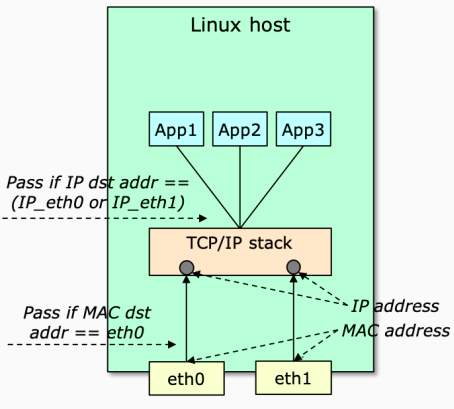 Linux host
App1 App2 App3
Pass if IP dst addr ==
(IP_eth0 or IP_eth1)
TCP/IP stack
Pass if MAC dst
addr == eth0
IP address
MAC address
eth0 eth1